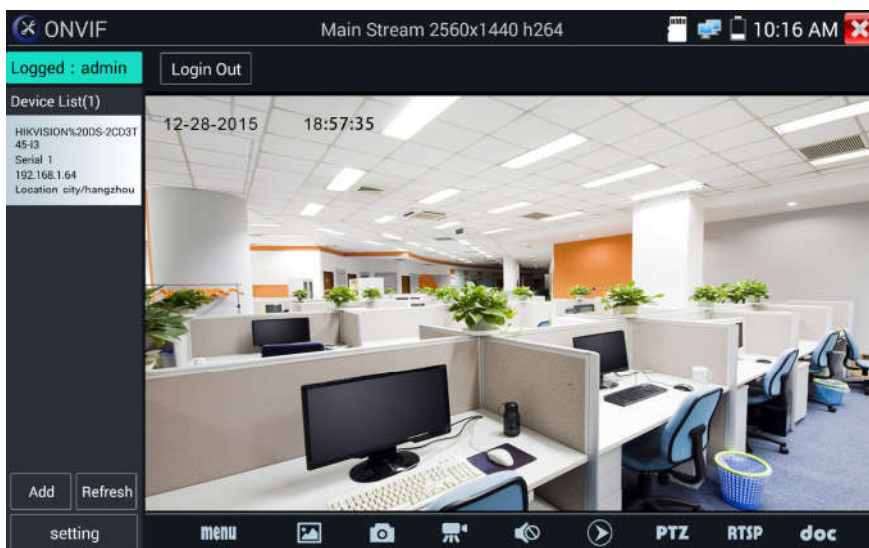 ONVIF
Main Stream 2560x1440 h264
10:16 AM
Logged : admin
Login Out
Device List(1)
HIKVISION%20DS-2CD3T
45-I3
Serial 1
192.168.1.64
Location city/hangzhou
12-28-2015 18:57:35
Add
Refresh
setting
menu
PTZ
RTSP
doc